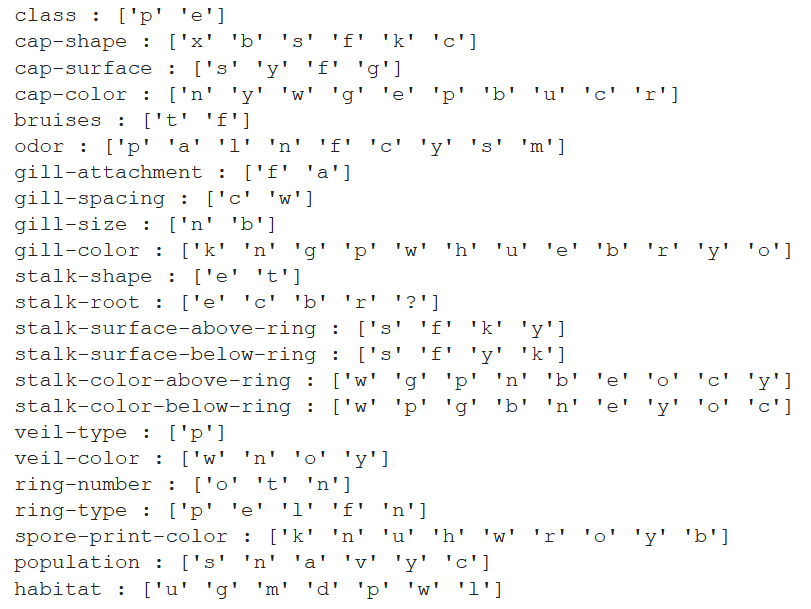 class : ['p' 'e']
cap-shape : ['x' 'b' 's' 'f' 'k' 'c']
cap-surface : ['s' 'y' 'f' 'g']
cap-color : ['n' 'y' 'w' 'g' 'e' 'p' 'b' 'u' 'c' 'r']
bruises : ['t' 'f']
odor : ['p' 'a' 'l' 'n' 'f' 'c' 'y' 's' 'm']
gill-attachment : ['f' 'a']
gill-spacing : ['c' 'w']
gill-size : ['n' 'b']
gill-color : ['k' 'n' 'g' 'p' 'w' 'h' 'u' 'e' 'b' 'r' 'y' 'o']
stalk-shape : ['e' 't']
stalk-root : ['e' 'c' 'b' 'r' '?']
stalk-surface-above-ring : ['s' 'f' 'k' 'y']
stalk-surface-below-ring : ['s' 'f' 'y' 'k']
stalk-color-above-ring : ['w' 'g' 'p' 'n' 'b' 'e' 'o' 'c' 'y']
stalk-color-below-ring : ['w' 'p' 'g' 'b' 'n' 'e' 'y' 'o' 'c']
veil-type : ['p']
veil-color : ['w' 'n' 'o' 'y']
ring-number : ['o' 't' 'n']
ring-type : ['p' 'e' 'l' 'f' 'n']
spore-print-color : ['k' 'n' 'u' 'h' 'w' 'r' 'o' 'y' 'b']
population : ['s' 'n' 'a' 'v' 'y' 'c']
habitat : ['u' 'g' 'm' 'd' 'p' 'w' 'l']